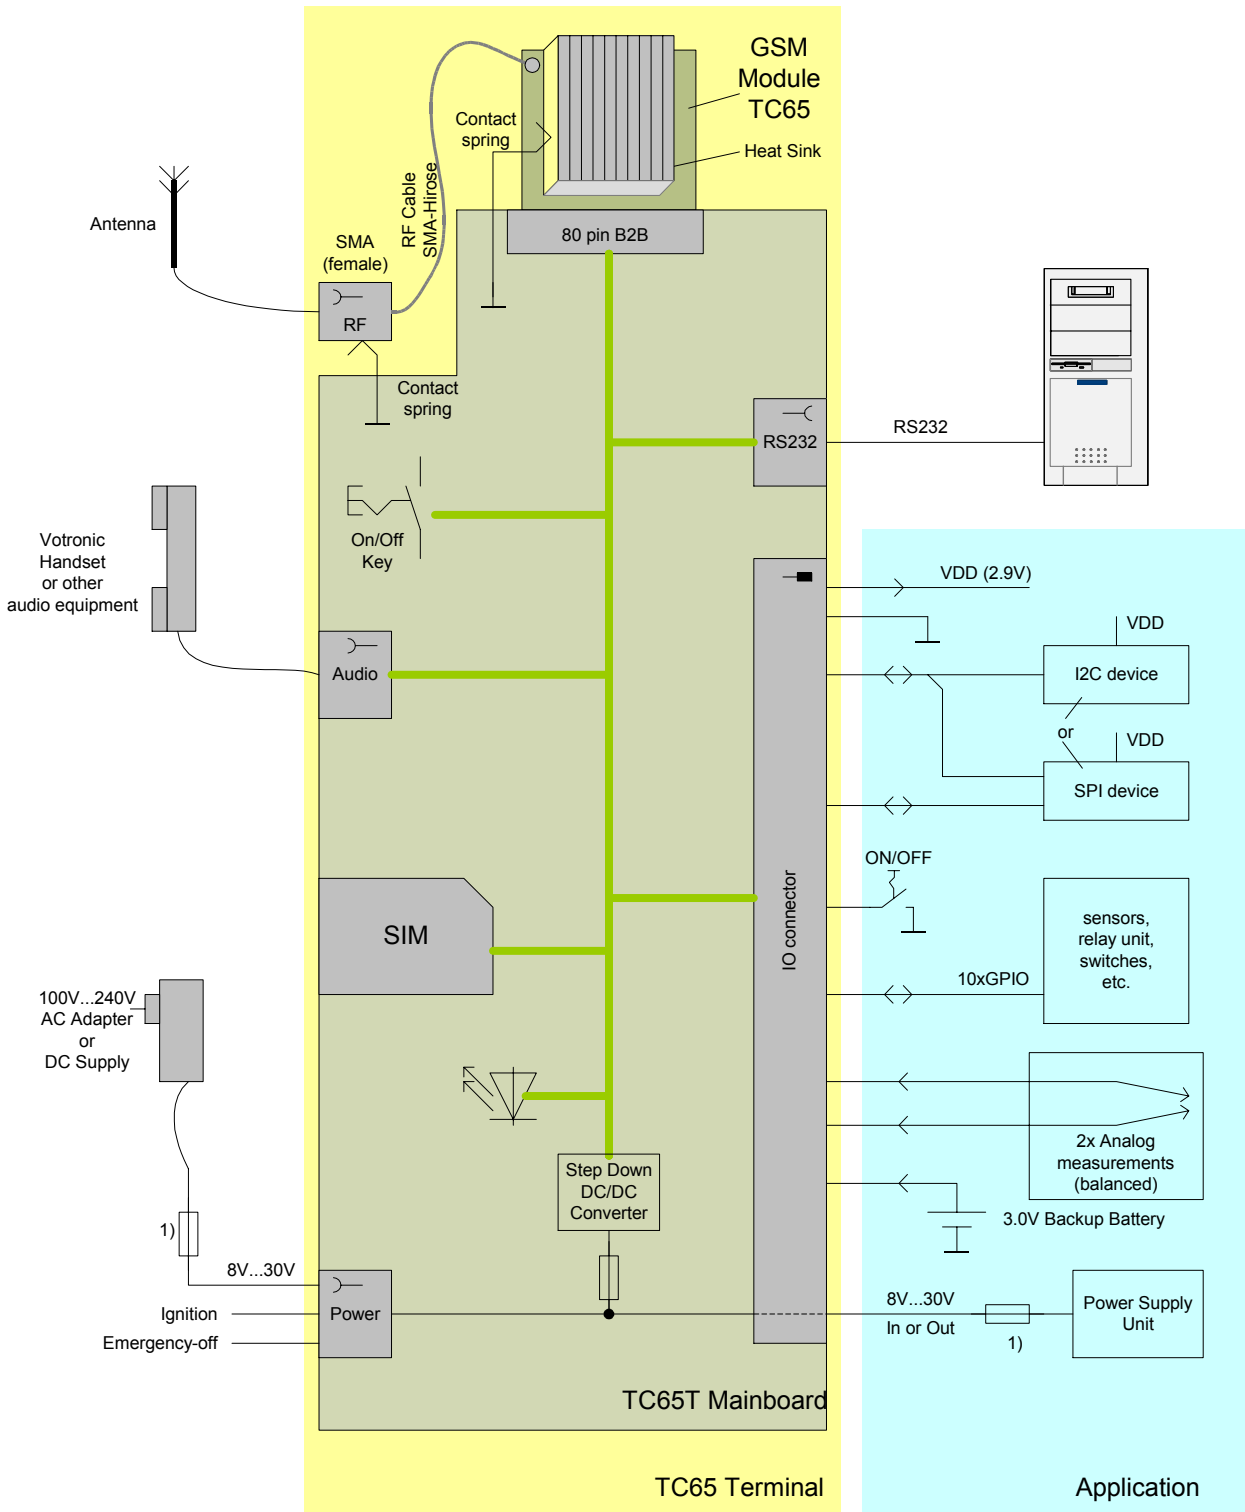 GSM
Module
TC65
Contact
spring
Heat Sink
RF Cable
SMA-Hirose
Antenna
80 pin B2B
SMA
(female)
RF
Contact
spring
RS232
RS232
On/Off
Key
Votronic
Handset
or other
audio equipment
Audio
VDD (2.9V)
VDD
I2C device
or
VDD
SPI device
ON/OFF
IO connector
SIM
sensors,
relay unit,
switches,
etc.
10xGPIO
100V...240V
AC Adapter
or
DC Supply
2x Analog
measurements
(balanced)
Step Down
DC/DC
Converter
3.0V Backup Battery
1)
8V...30V
Ignition
Emergency-off
Power
8V...30V
In or Out
1)
Power Supply
Unit
TC65T Mainboard
TC65 Terminal
Application